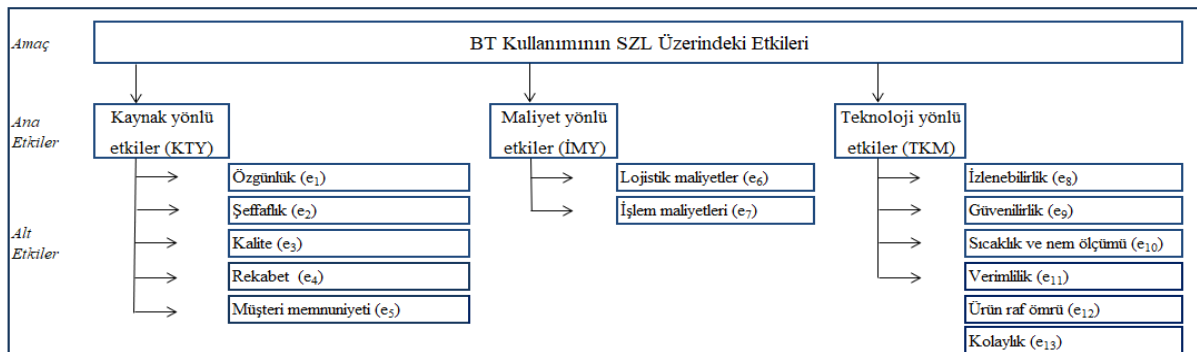 Amaç
BT Kullanımının SZL Üzerindeki Etkileri
Ana
Etkiler
Kaynak yönlü
etkiler (KTY)
Maliyet yönlü
etkiler (İMY)
Teknoloji yönlü
etkiler (TKM)
Alt
Etkiler
Özgünlük (e₁)
Şeffaflık (e₂)
Kalite (e₃)
Rekabet (e₄)
Müşteri memnuniyeti (e₅)
Lojistik maliyetler (e₆)
İşlem maliyetleri (e₇)
İzlenebilirlik (e₈)
Güvenilirlik (e₉)
Sıcaklık ve nem ölçümü (e₁₀)
Verimlilik (e₁₁)
Ürün raf ömrü (e₁₂)
Kolaylık (e₁₃)